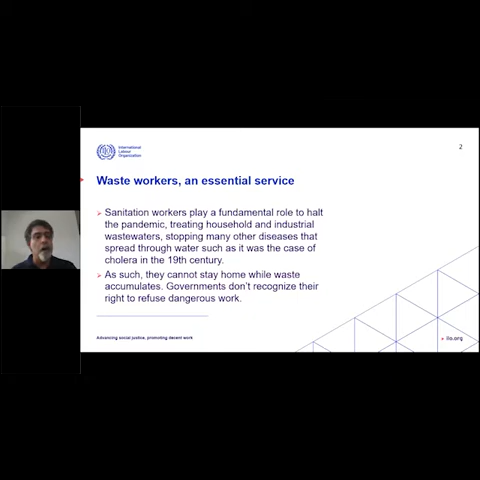 International
Labour
Organization
2
Waste workers, an essential service
Sanitation workers play a fundamental role to halt
the pandemic, treating household and industrial
wastewaters, stopping many other diseases that
spread through water such as it was the case of
cholera in the 19th century.
As such, they cannot stay home while waste
accumulates. Governments don't recognize their
right to refuse dangerous work.
Advancing social justice, promoting decent work
ilo.org